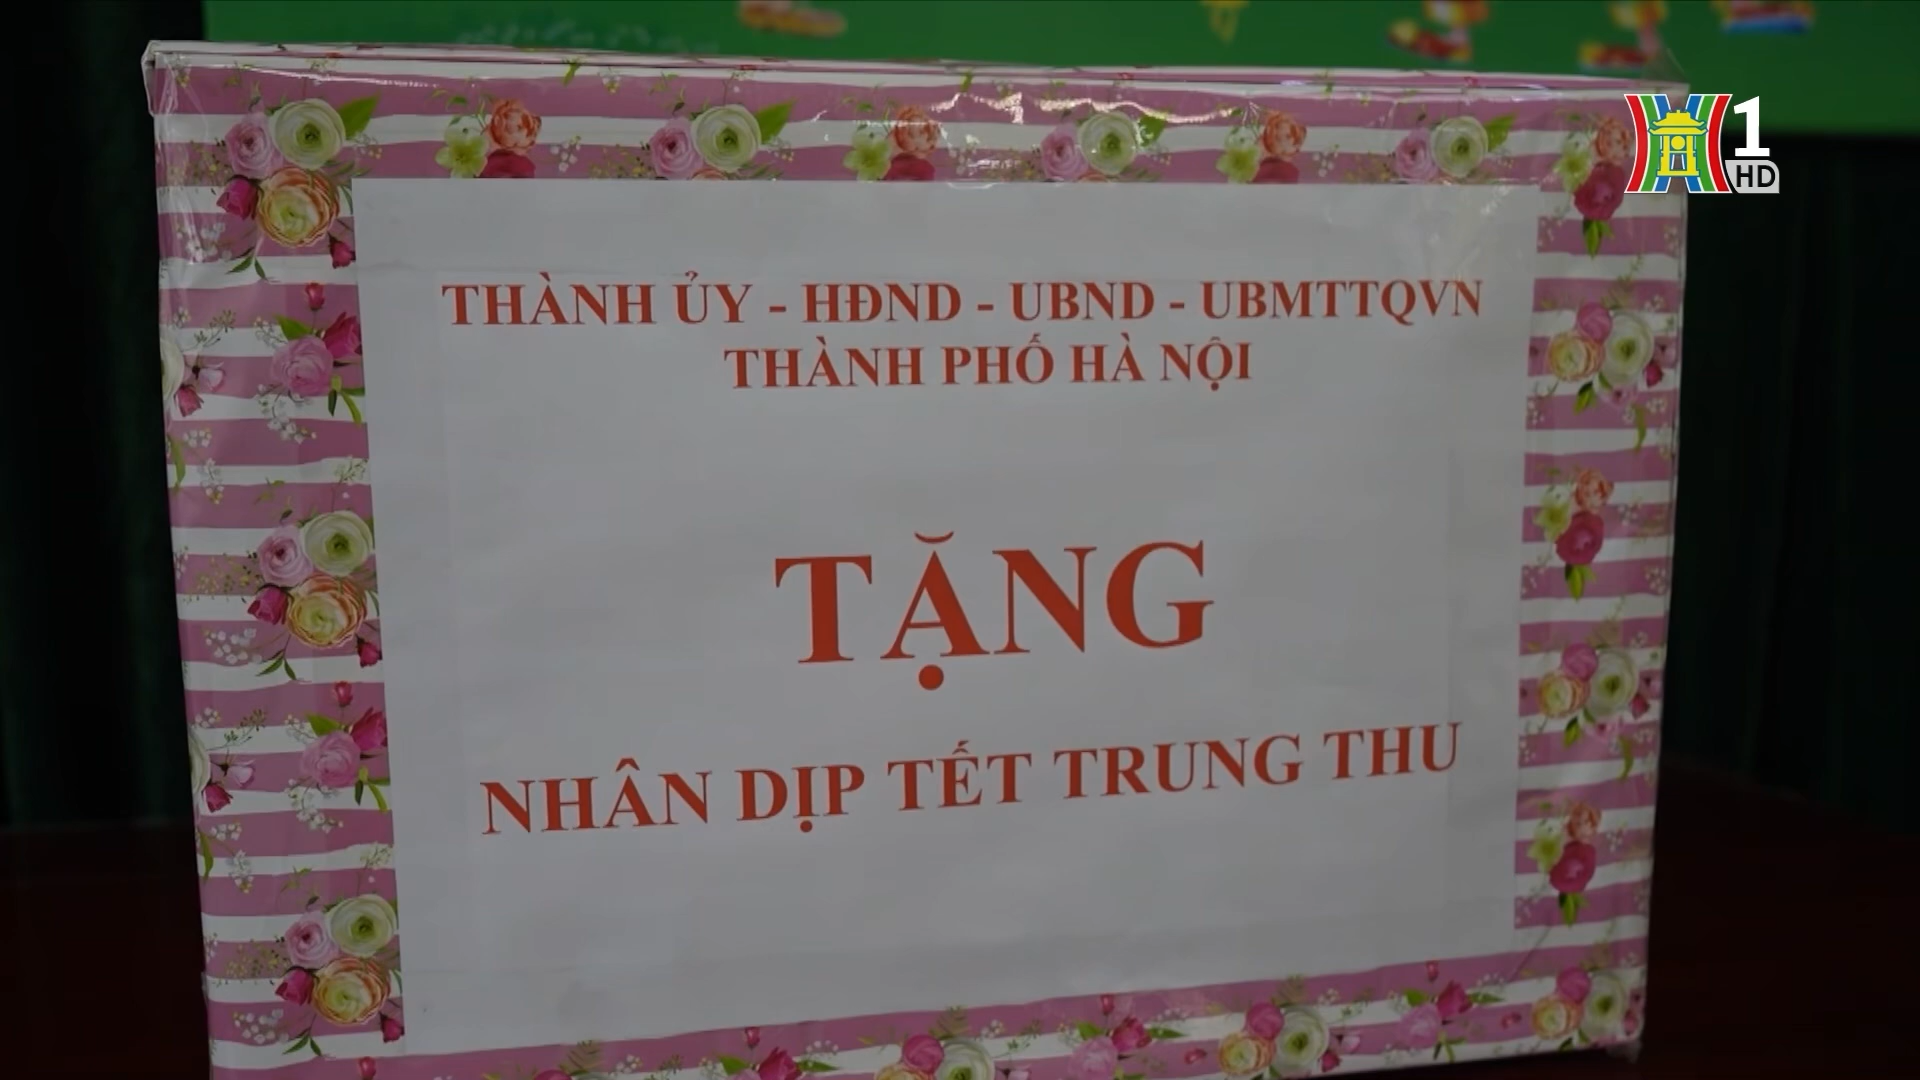 1
HD
THÀNH ỦY - HĐND - UBND - UBMTTQVN
THÀNH PHỐ HÀ NỘI
TẶNG
NHÂN DỊP TẾT TRUNG THU